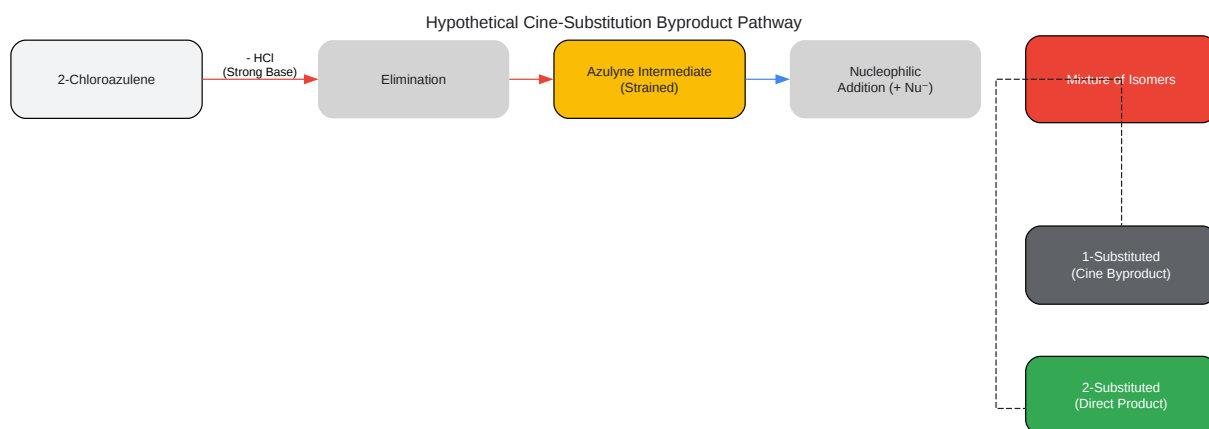 Hypothetical Cine-Substitution Byproduct Pathway
2-Chloroazulene
- HCl
(Strong Base)
Elimination
Azulyne Intermediate
(Strained)
Nucleophilic
Addition (+ Nu⁻)
Mixture of Isomers
1-Substituted
(Cine Byproduct)
2-Substituted
(Direct Product)